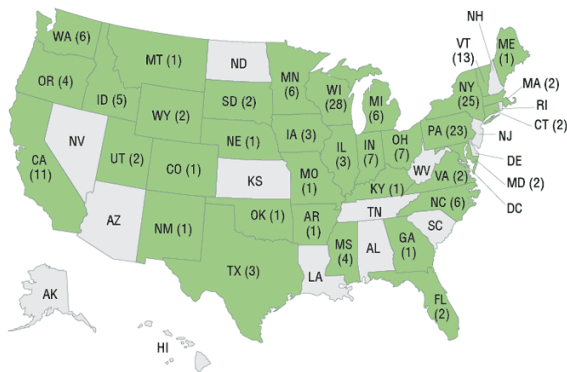 NH
WA (6)
VT
(13)
ME
(1)
MT (1)
ND
OR (4)
MN
(6)
WI
(28)
MI
(6)
NY
(25)
MA (2)
RI
CT (2)
ID (5)
SD (2)
WY (2)
PA (23)
NJ
NV
NE (1)
IA (3)
IL
(3)
IN
(7)
OH
(7)
DE
CA
(11)
UT (2)
CO (1)
WV
VA (2)
MD (2)
KS
MO
(1)
KY (1)
NC (6)
DC
AZ
NM (1)
OK (1)
AR
(1)
TN
SC
MS
(4)
AL
GA
(1)
TX (3)
LA
AK
FL
(2)
HI